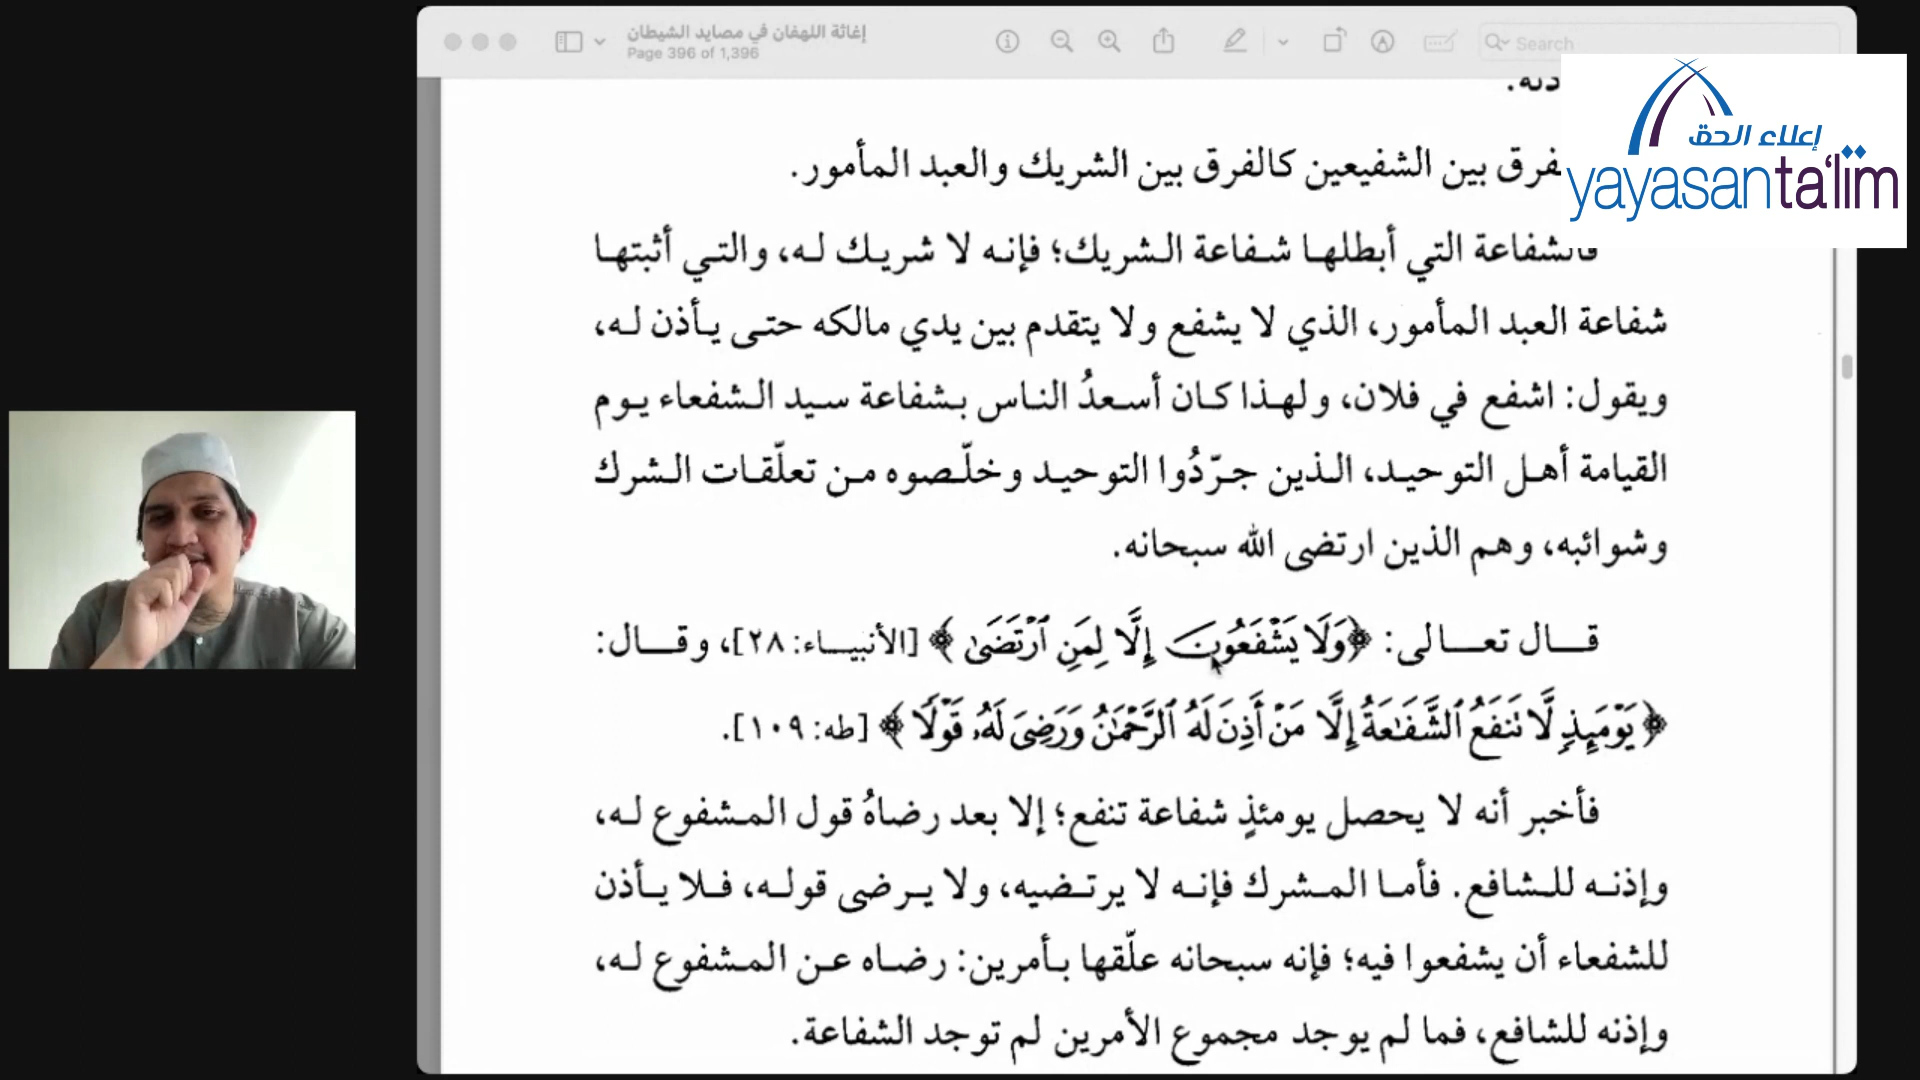 إغاثة اللهفان في مصايد الشيطان
Page 396 of 1,396
Search
إعلاء الحق
yayasanta'lim
بين الشفيعين كالفرق بين الشريك والعبد المأمور.
فالشفاعة التي أبطلها شفاعة الشريك؛ فإنه لا شريك له، والتي أثبتها
شفاعة العبد المأمور، الذي لا يشفع ولا يتقدم بين يدي مالكه حتى يأذن له،
ويقول: اشفع في فلان، ولهذا كان أسعدُ الناس بشفاعة سيد الشفعاء يوم
القيامة أهل التوحيد، الذين جرّدُوا التوحيد وخلّصوه من تعلّقات الشرك
وشوائبه، وهم الذين ارتضى الله سبحانه.
قال تعالى: ﴿وَلَا يَشْفَعُونَ إِلَّا لِمَنِ ٱرْتَضَىٰ﴾ [الأنبياء: ٢٨]، وقال:
﴿يَوْمَئِذٍ لَّا نَنفَعُ ٱلشَّفَٰعَةُ إِلَّا مَنْ أَذِنَ لَهُ ٱلرَّحْمَٰنُ وَرَضِىَ لَهُۥ قَوْلًا﴾ [طه: ١٠٩].
فأخبر أنه لا يحصل يومئذٍ شفاعة تنفع؛ إلا بعد رضاهُ قول المشفوع له،
وإذنه للشافع. فأما المشرك فإنه لا يرتضيه، ولا يرضى قوله، فلا يأذن
للشفعاء أن يشفعوا فيه؛ فإنه سبحانه علّقها بأمرين: رضاه عن المشفوع له،
وإذنه للشافع، فما لم يوجد مجموع الأمرين لم توجد الشفاعة.